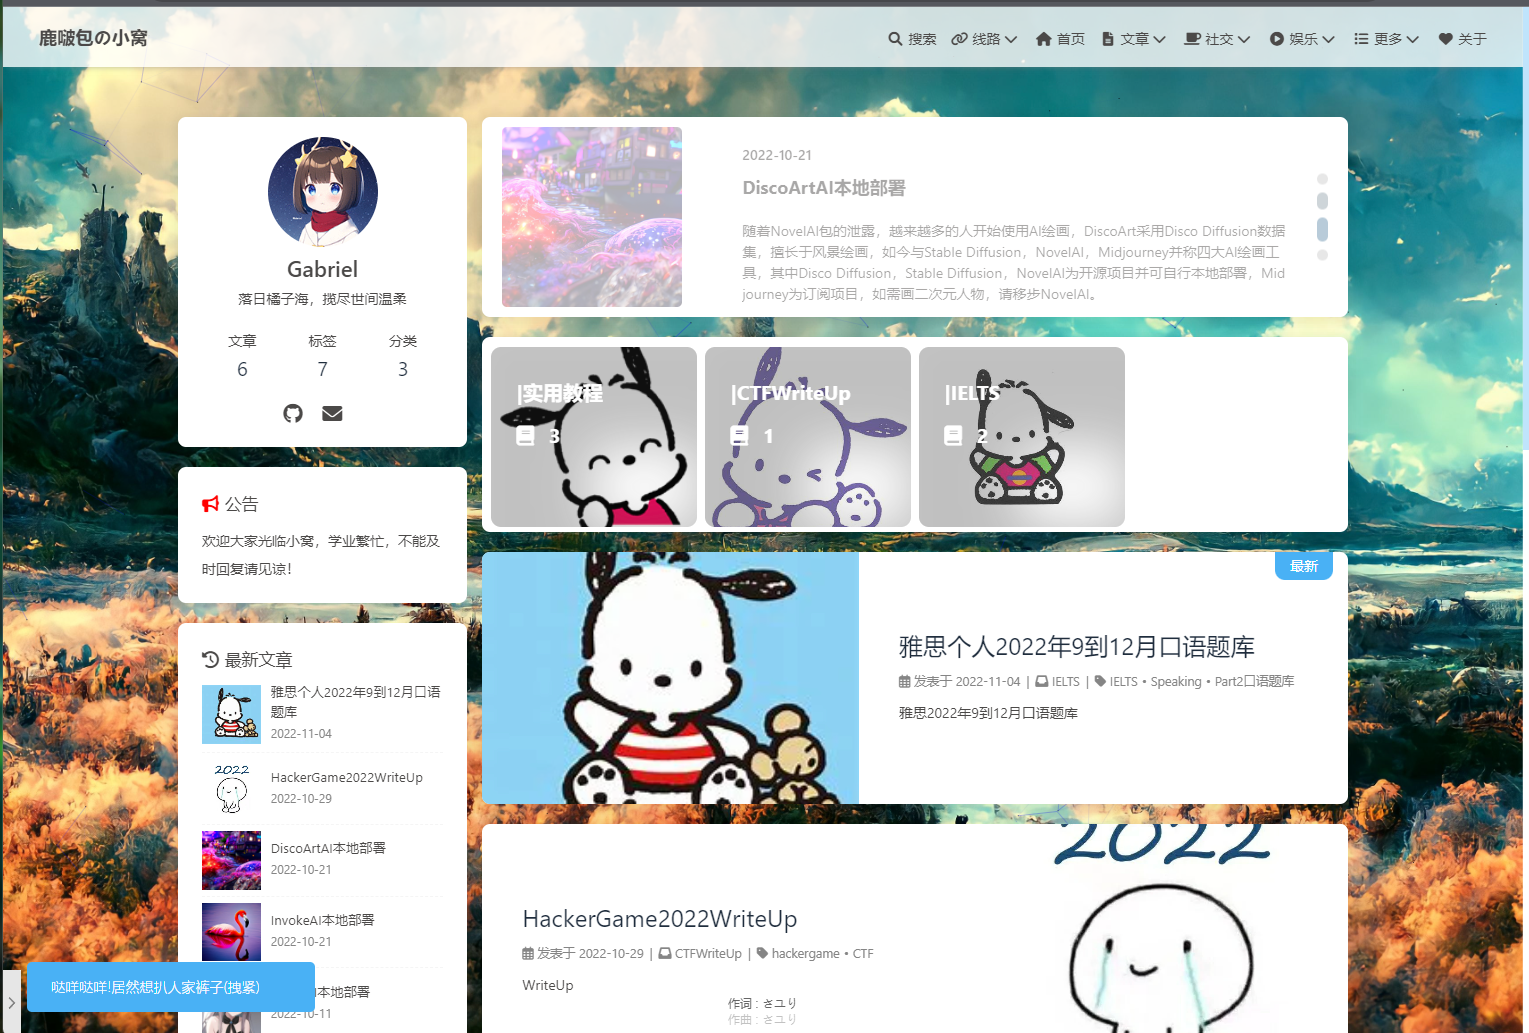 鹿啵包の小窝
搜索 线路 首页 文章 社交 娱乐 更多 关于
Gabriel
落日橘子海，揽尽世间温柔
文章 标签 分类
6 7 3
公告
欢迎大家光临小窝，学业繁忙，不能及
时回复请见谅！
最新文章
雅思个人2022年9到12月口语
题库
2022-11-04
2022
HackerGame2022WriteUp
2022-10-29
DiscoArtAI本地部署
2022-10-21
InvokeAI本地部署
2022-10-21
本地部署
2022-10-11
哒咩哒咩!居然想扒人家裤子(拽紧)
2022-10-21
DiscoArtAI本地部署
随着NovelAI包的泄露，越来越多的人开始使用AI绘画，DiscoArt采用Disco Diffusion数据
集，擅长于风景绘画，如今与Stable Diffusion，NovelAI，Midjourney并称四大AI绘画工
具，其中Disco Diffusion，Stable Diffusion，NovelAI为开源项目并可自行本地部署，Mid
journey为订阅项目，如需画二次元人物，请移步NovelAI。
|实用教程
3
|CTFWriteUp
1
|IELTS
2
最新
雅思个人2022年9到12月口语题库
发表于 2022-11-04 | IELTS | IELTS • Speaking • Part2口语题库
雅思2022年9到12月口语题库
HackerGame2022WriteUp
发表于 2022-10-29 | CTFWriteUp | hackergame • CTF
WriteUp
2022
作词 : さユり
作曲 : さユり